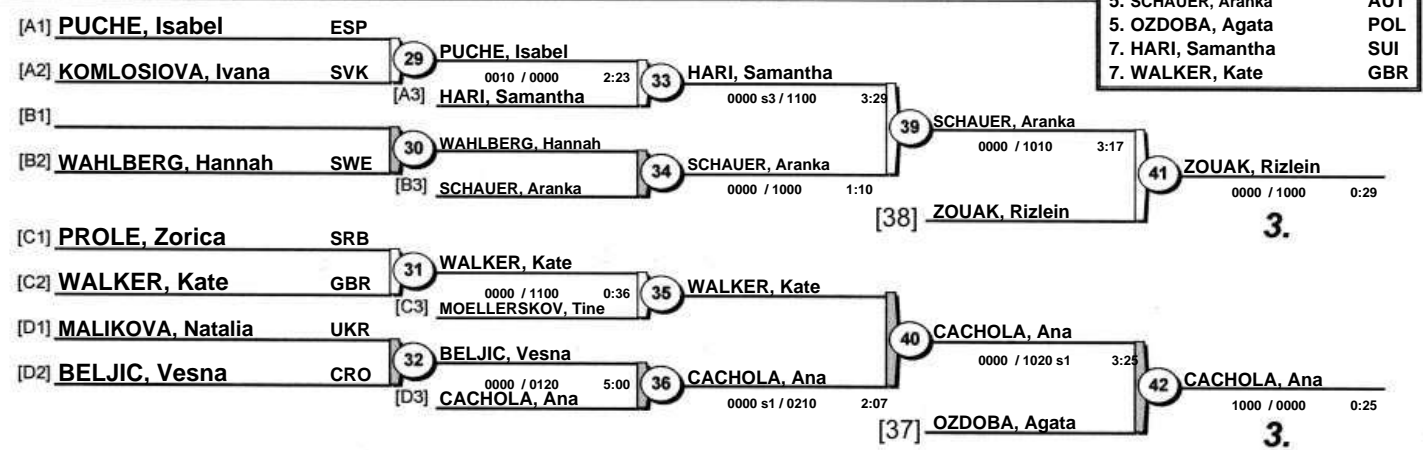 5. SCHAUER, Aranka AUT
5. OZDOBA, Agata POL
7. HARI, Samantha SUI
7. WALKER, Kate GBR
[A1] PUCHE, Isabel ESP
[A2] KOMLOSIOVA, Ivana SVK
29
PUCHE, Isabel
0010 / 0000 2:23
[A3] HARI, Samantha
33
HARI, Samantha
0000 s3 / 1100 3:29
[B1]
[B2] WAHLBERG, Hannah SWE
30
WAHLBERG, Hannah
[B3] SCHAUER, Aranka
34
SCHAUER, Aranka
0000 / 1000 1:10
39
SCHAUER, Aranka
0000 / 1010 3:17
[38] ZOUAK, Rizlein
41
ZOUAK, Rizlein
0000 / 1000 0:29
3.
[C1] PROLE, Zorica SRB
[C2] WALKER, Kate GBR
31
WALKER, Kate
0000 / 1100 0:36
[C3] MOELLERSKOV, Tine
35
WALKER, Kate
[D1] MALIKOVA, Natalia UKR
[D2] BELJIC, Vesna CRO
32
BELJIC, Vesna
0000 / 0120 5:00
[D3] CACHOLA, Ana
36
CACHOLA, Ana
0000 s1 / 0210 2:07
40
CACHOLA, Ana
0000 / 1020 s1 3:25
[37] OZDOBA, Agata
42
CACHOLA, Ana
1000 / 0000 0:25
3.